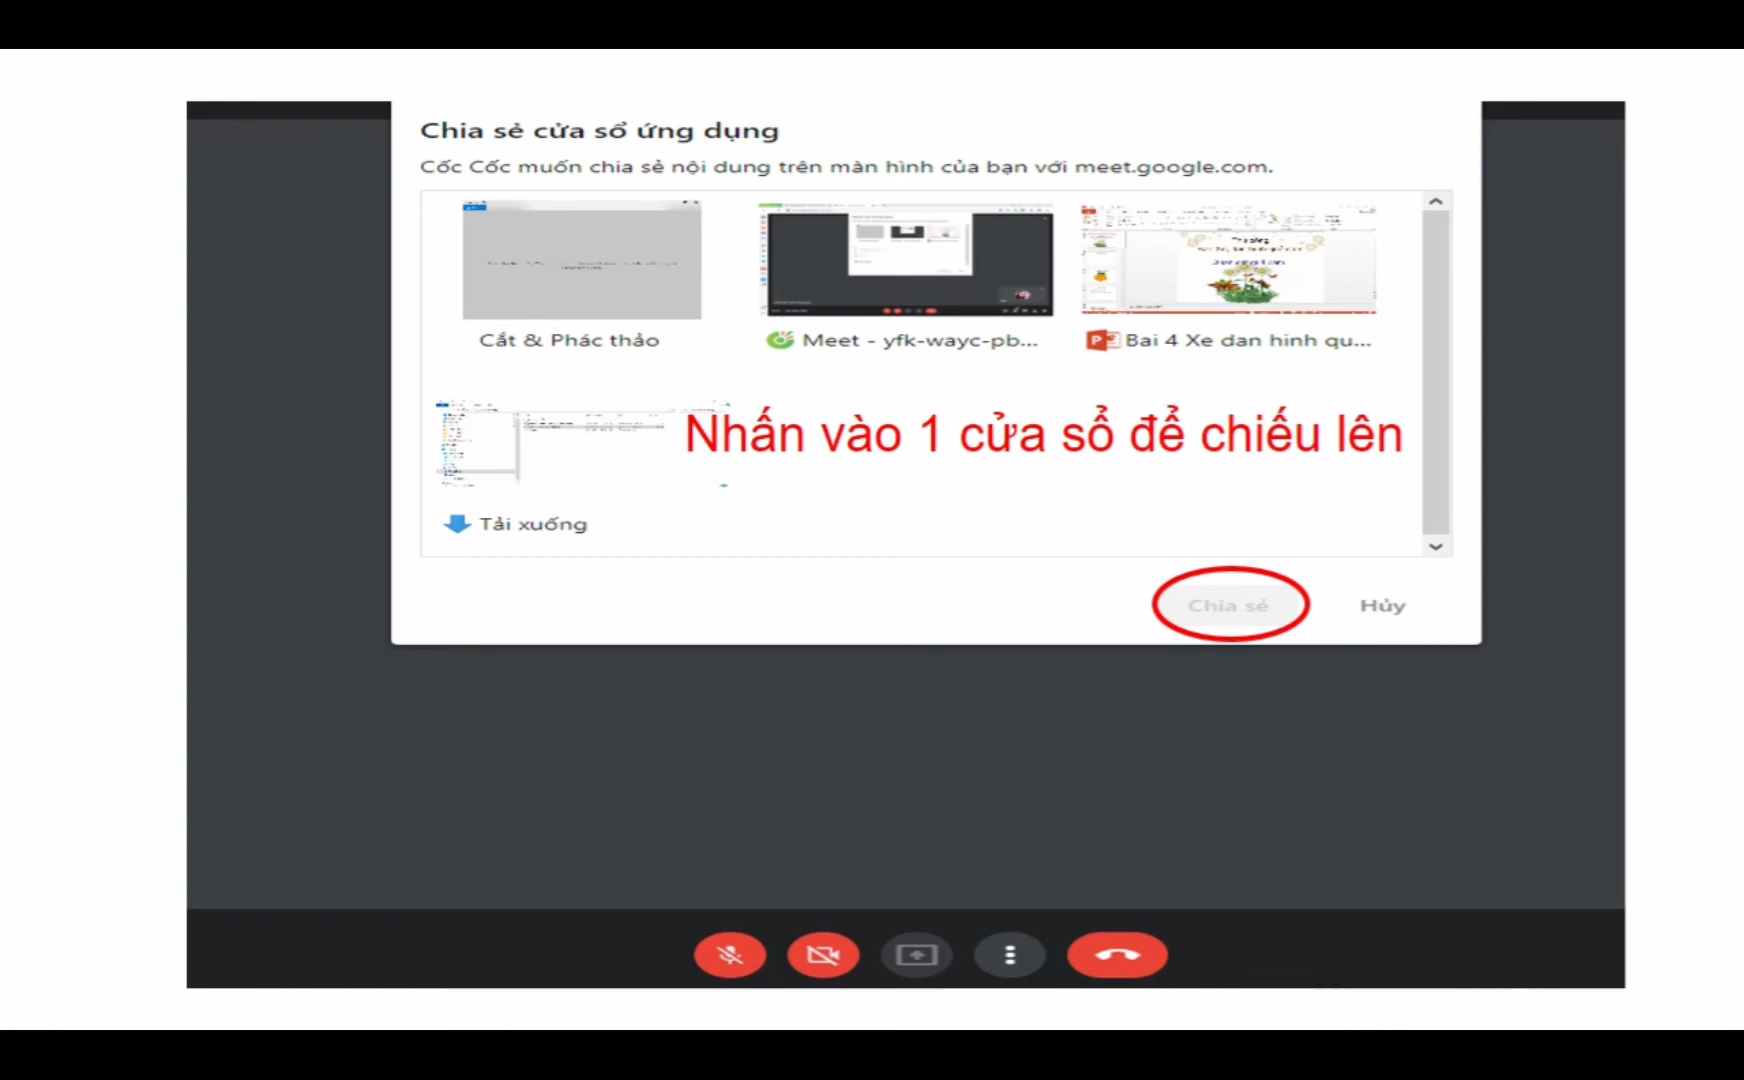 Chia sẻ cửa sổ ứng dụng
Cốc Cốc muốn chia sẻ nội dung trên màn hình của bạn với meet.google.com.
Cắt & Phác thảo
Meet - yfk-wayc-pb...
Bai 4 Xe dan hinh qu...
Nhấn vào 1 cửa sổ để chiếu lên
Tải xuống
Chia sẻ
Hủy